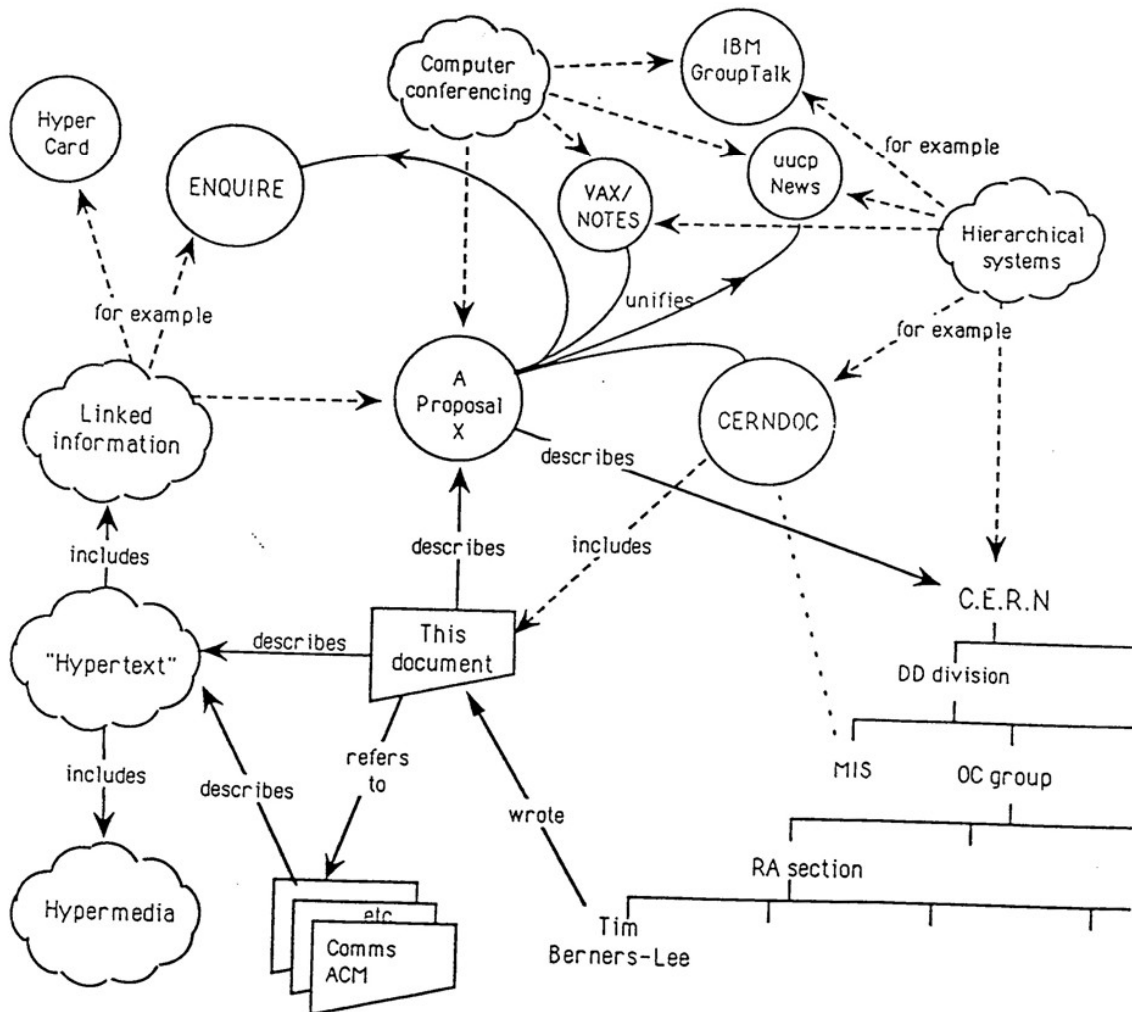 IBM
GroupTalk
Computer
conferencing
Hyper
Card
ENQUIRE
for example
uucp
News
VAX/
NOTES
Hierarchical
systems
unifies
for example
for example
A
Proposal
X
Linked
information
CERNDOC
describes
includes
describes
includes
C.E.R.N
This
document
describes
"Hypertext"
DD division
refers
to
MIS
OC group
includes
describes
wrote
RA section
Hypermedia
etc
Tim
Berners-Lee
Comms
ACM